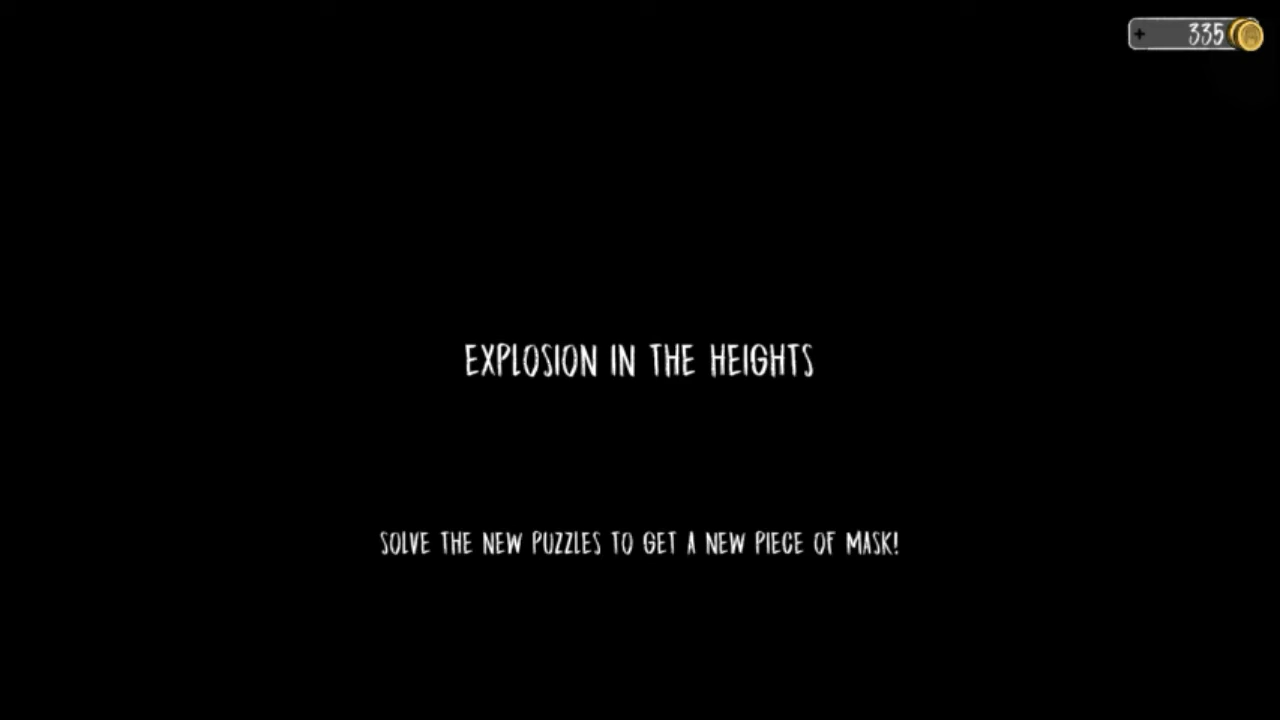 + 335
EXPLOSION IN THE HEIGHTS
SOLVE THE NEW PUZZLES TO GET A NEW PIECE OF MASK!